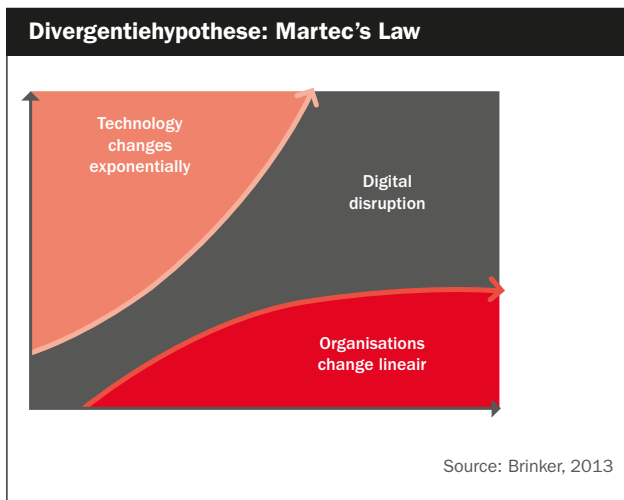 Divergentiehypothese: Martec's Law
Technology
changes
exponentially
Digital
disruption
Organisations
change lineair
Source: Brinker, 2013